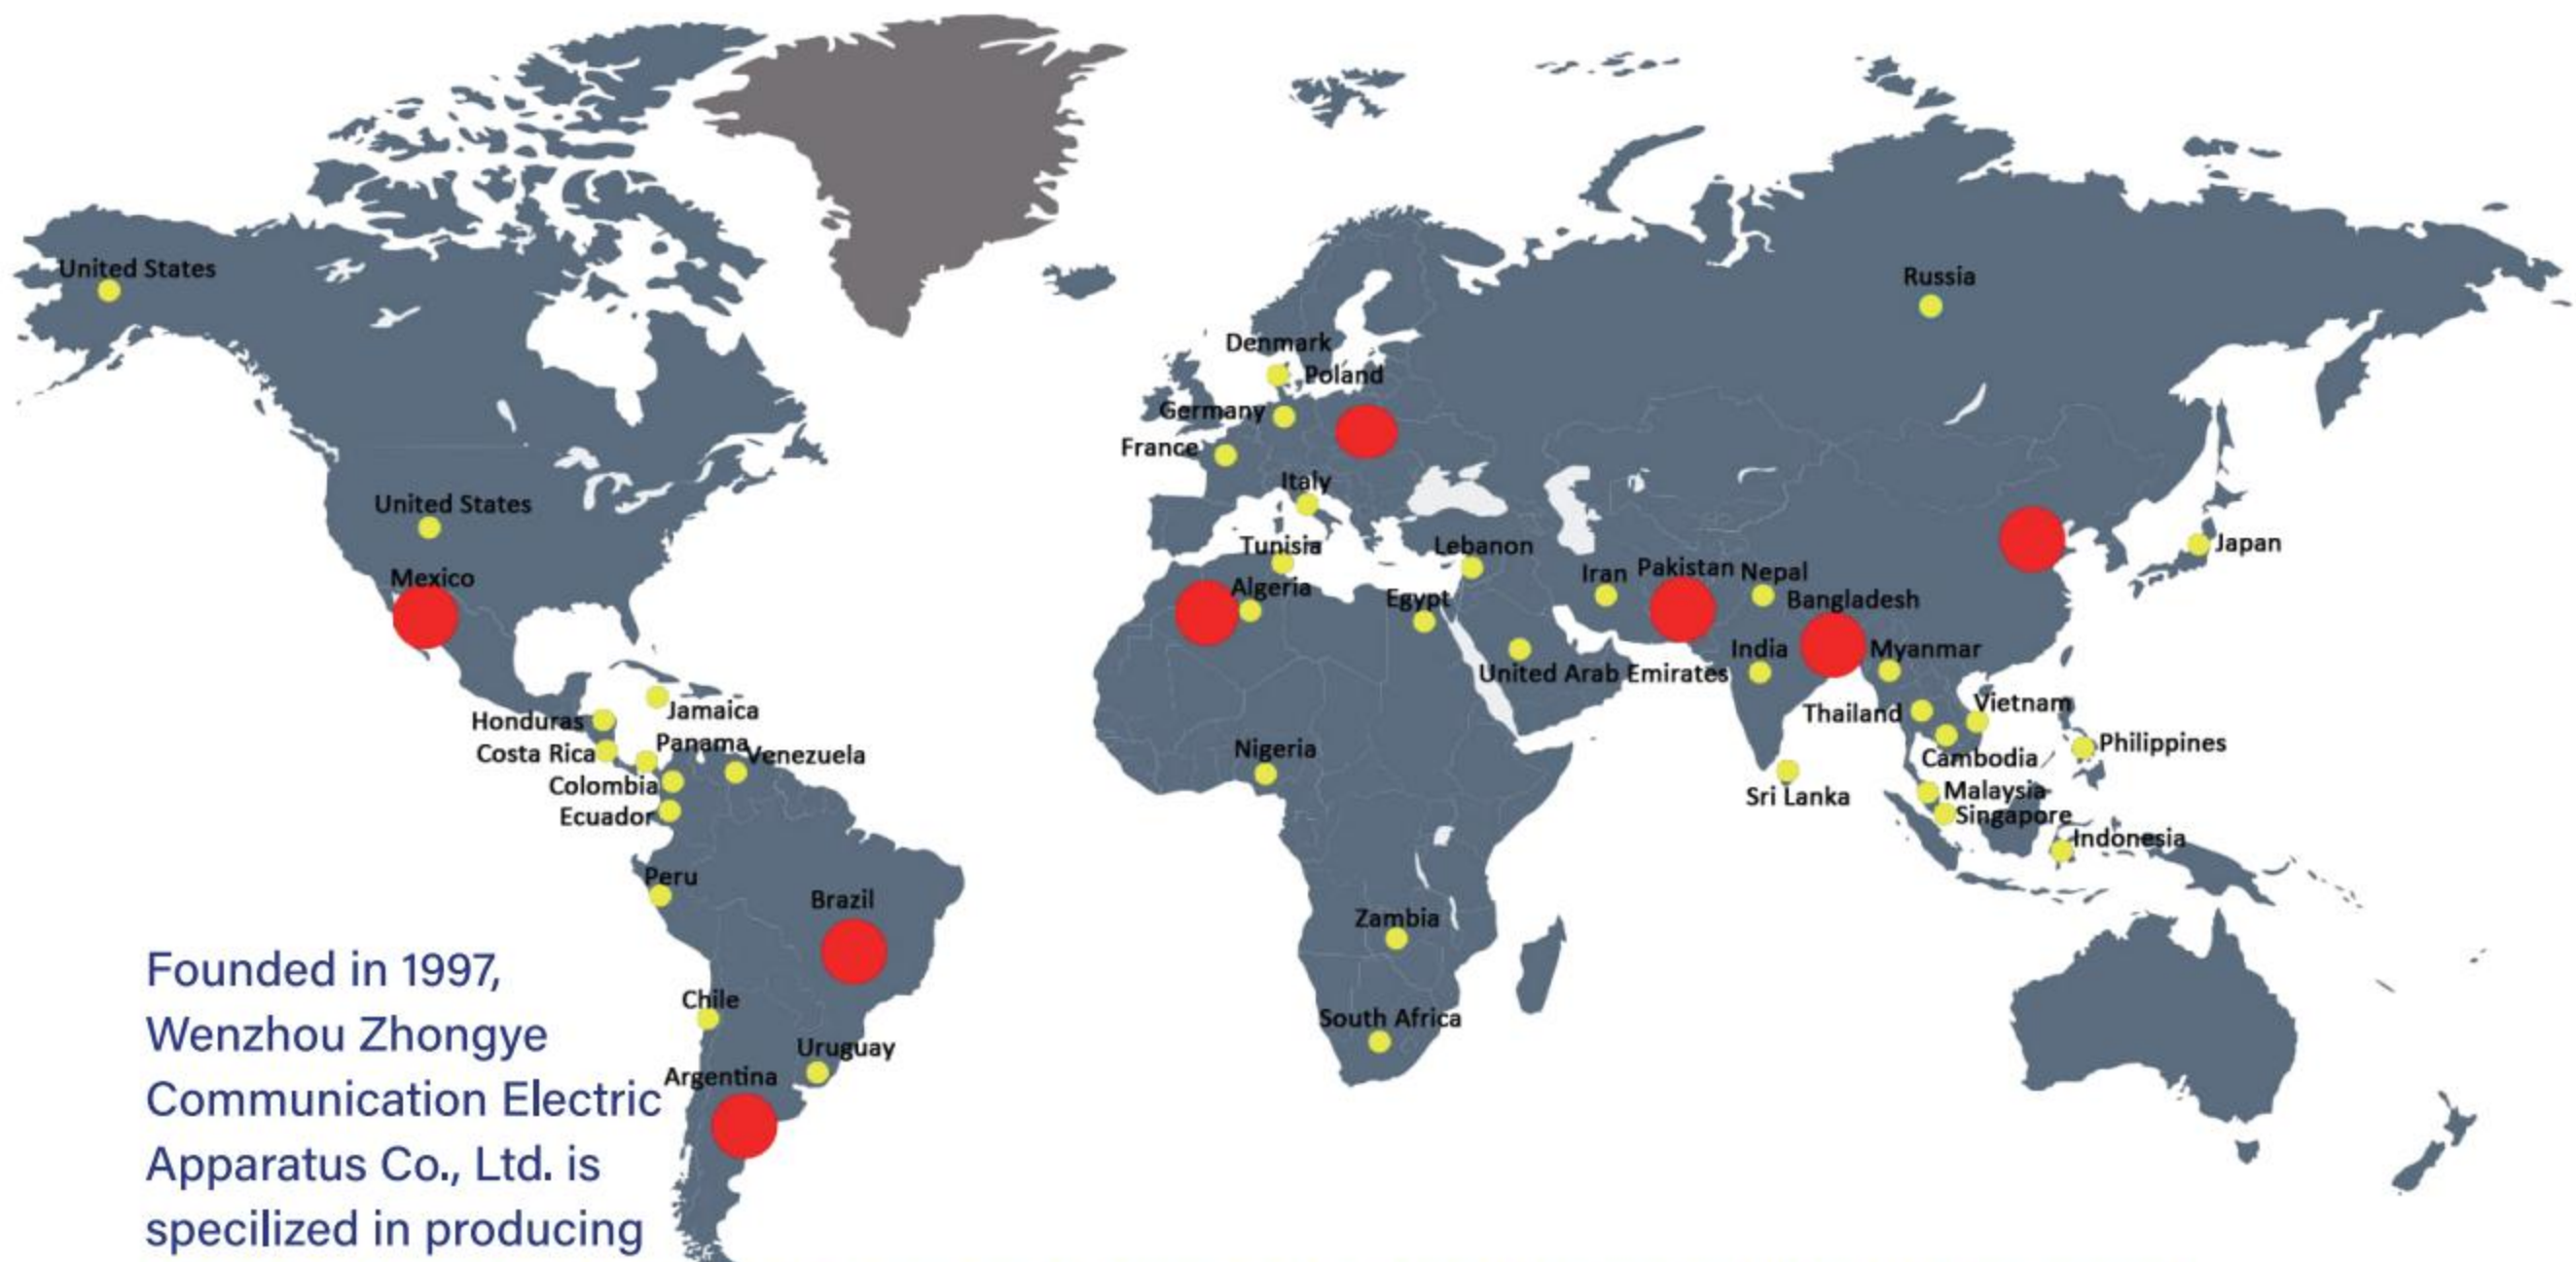 United States
Russia
Denmark
Poland
Germany
France
Italy
United States
Tunisia
Lebanon
Japan
Mexico
Algeria
Egypt
Iran
Pakistan
Nepal
Bangladesh
India
Myanmar
United Arab Emirates
Jamaica
Honduras
Costa Rica
Panama
Venezuela
Colombia
Ecuador
Nigeria
Thailand
Vietnam
Cambodia
Philippines
Sri Lanka
Malaysia
Singapore
Indonesia
Peru
Brazil
Zambia
Chile
South Africa
Uruguay
Argentina
Founded in 1997,
Wenzhou Zhongye
Communication Electric
Apparatus Co., Ltd. is
specilized in producing